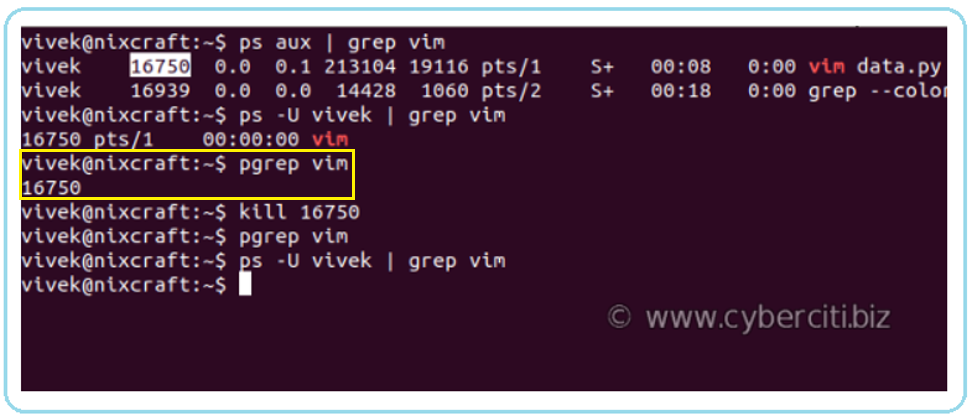 vivek@nixcraft:~$ ps aux | grep vim
vivek    16750  0.0  0.1 213104 19116 pts/1    S+   00:08   0:00 vim data.py
vivek    16939  0.0  0.0  14428  1060 pts/2    S+   00:18   0:00 grep --color
vivek@nixcraft:~$ ps -U vivek | grep vim
16750 pts/1    00:00:00 vim
vivek@nixcraft:~$ pgrep vim
16750
vivek@nixcraft:~$ kill 16750
vivek@nixcraft:~$ pgrep vim
vivek@nixcraft:~$ ps -U vivek | grep vim
vivek@nixcraft:~$
© www.cyberciti.biz